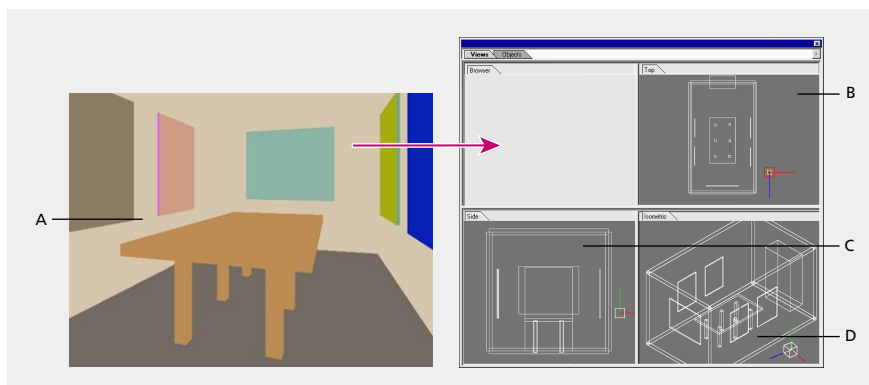 Views Objects
Browser
Top
B
A
Side
Isometric
C
D